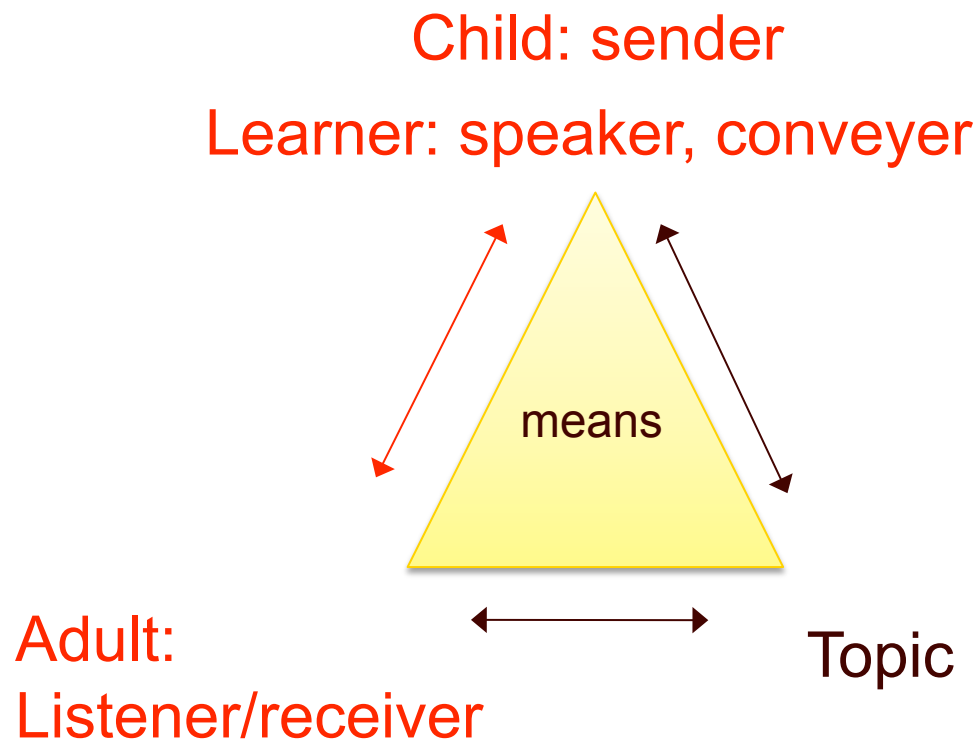 Child: sender
Learner: speaker, conveyer
means
Adult:
Listener/receiver
Topic